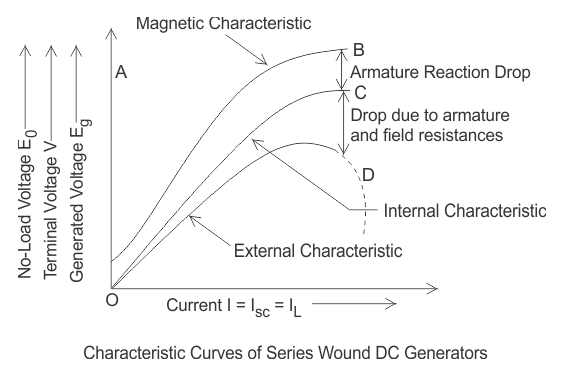 Magnetic Characteristic
B
A
Armature Reaction Drop
C
Drop due to armature
and field resistances
No-Load Voltage E0
Terminal Voltage V
Generated Voltage Eg
D
Internal Characteristic
External Characteristic
O
Current I = Isc = IL
Characteristic Curves of Series Wound DC Generators